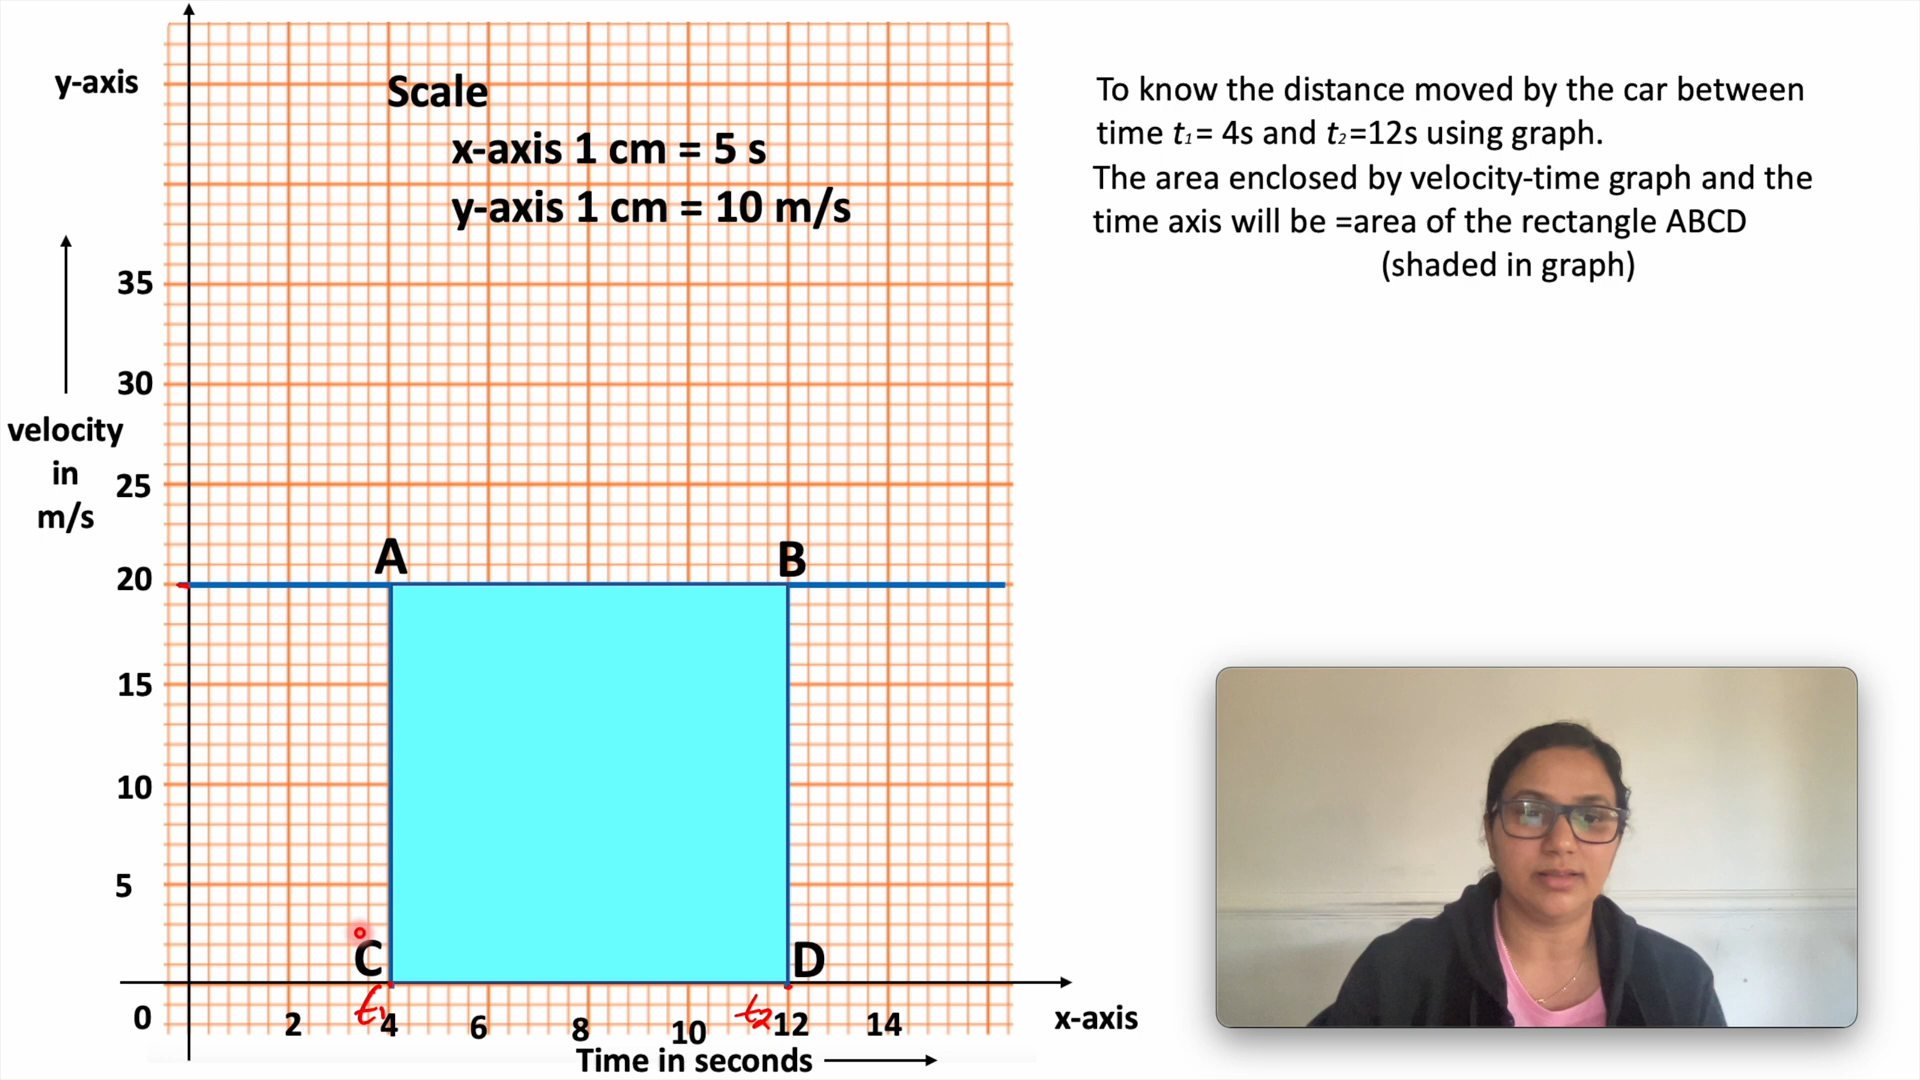 y-axis
Scale
x-axis 1 cm = 5 s
y-axis 1 cm = 10 m/s
35
30
velocity
in
m/s
25
A
B
20
15
10
5
C
D
0
t₁
t₂
2
4
6
8
10
12
14
x-axis
Time in seconds
To know the distance moved by the car between
time t₁= 4s and t₂=12s using graph.
The area enclosed by velocity-time graph and the
time axis will be =area of the rectangle ABCD
(shaded in graph)